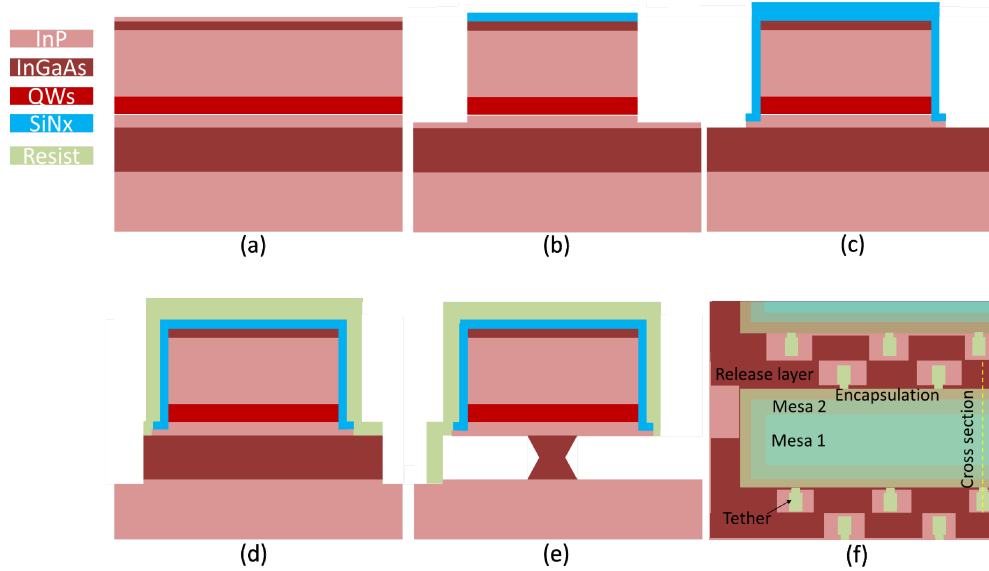 InP
InGaAs
QWs
SiNx
Resist
(a)
(b)
(c)
(d)
(e)
Release layer
Encapsulation
Mesa 2
Mesa 1
Cross section
Tether
(f)